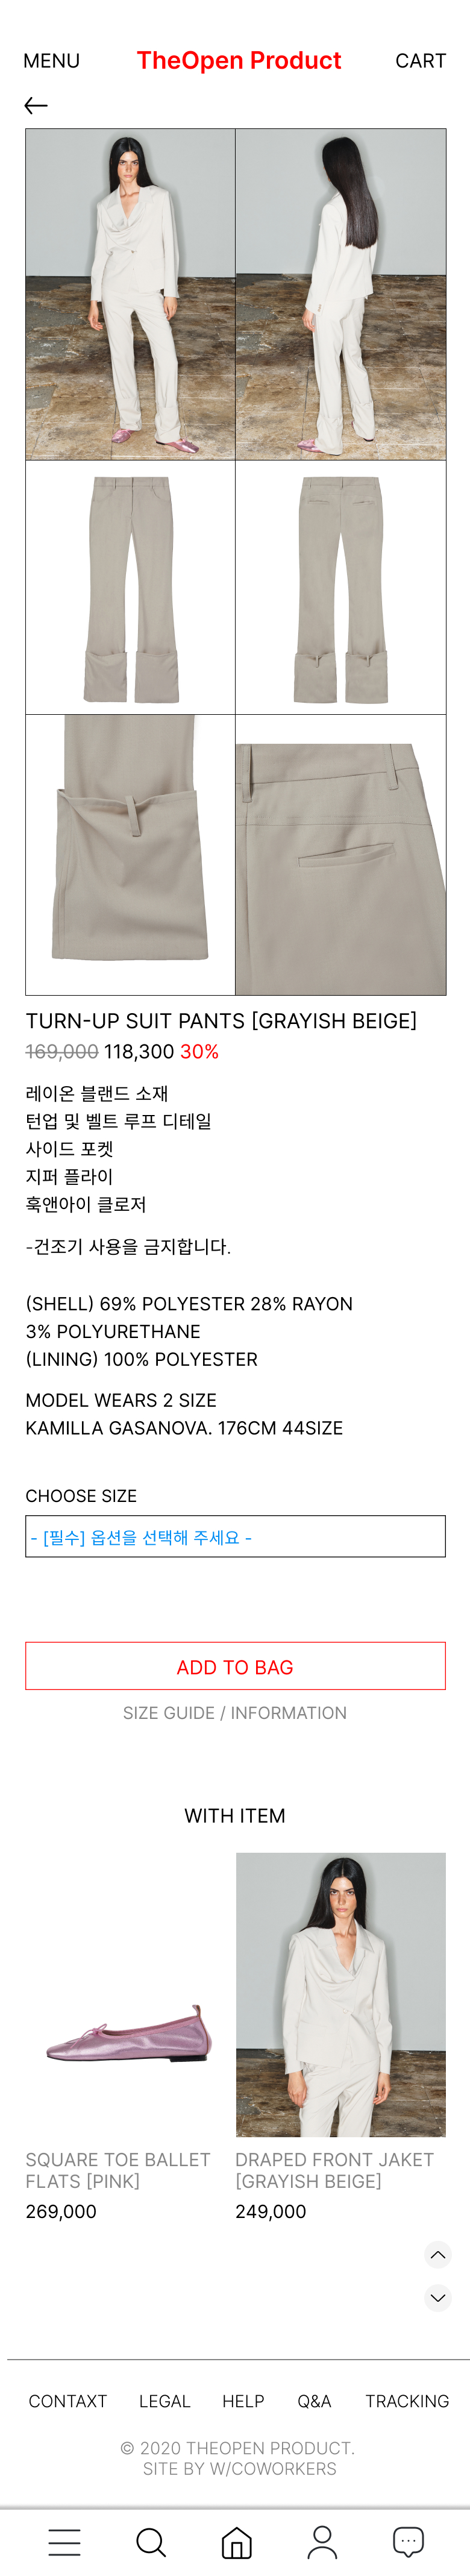 MENU TheOpen Product CART
TURN-UP SUIT PANTS [GRAYISH BEIGE]
169,000 118,300 30%
레이온 블랜드 소재
턴업 및 벨트 루프 디테일
사이드 포켓
지퍼 플라이
훅앤아이 클로저
-건조기 사용을 금지합니다.
(SHELL) 69% POLYESTER 28% RAYON
3% POLYURETHANE
(LINING) 100% POLYESTER
MODEL WEARS 2 SIZE
KAMILLA GASANOVA. 176CM 44SIZE
CHOOSE SIZE
- [필수] 옵션을 선택해 주세요 -
ADD TO BAG
SIZE GUIDE / INFORMATION
WITH ITEM
SQUARE TOE BALLET
FLATS [PINK]
269,000
DRAPED FRONT JAKET
[GRAYISH BEIGE]
249,000
CONTAXT LEGAL HELP Q&A TRACKING
© 2020 THEOPEN PRODUCT.
SITE BY W/COWORKERS